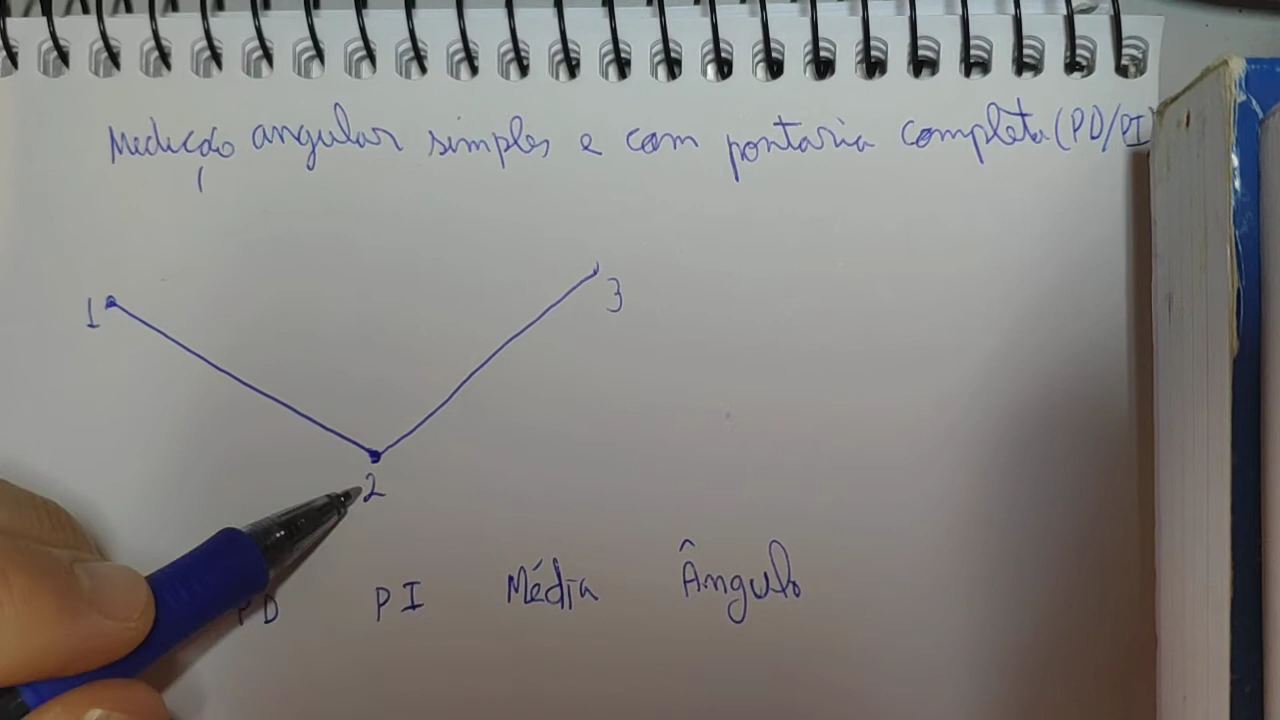 Medição angular simples e com pontaria completa (PD/PI)
1
3
2
PD PI Média Ângulo